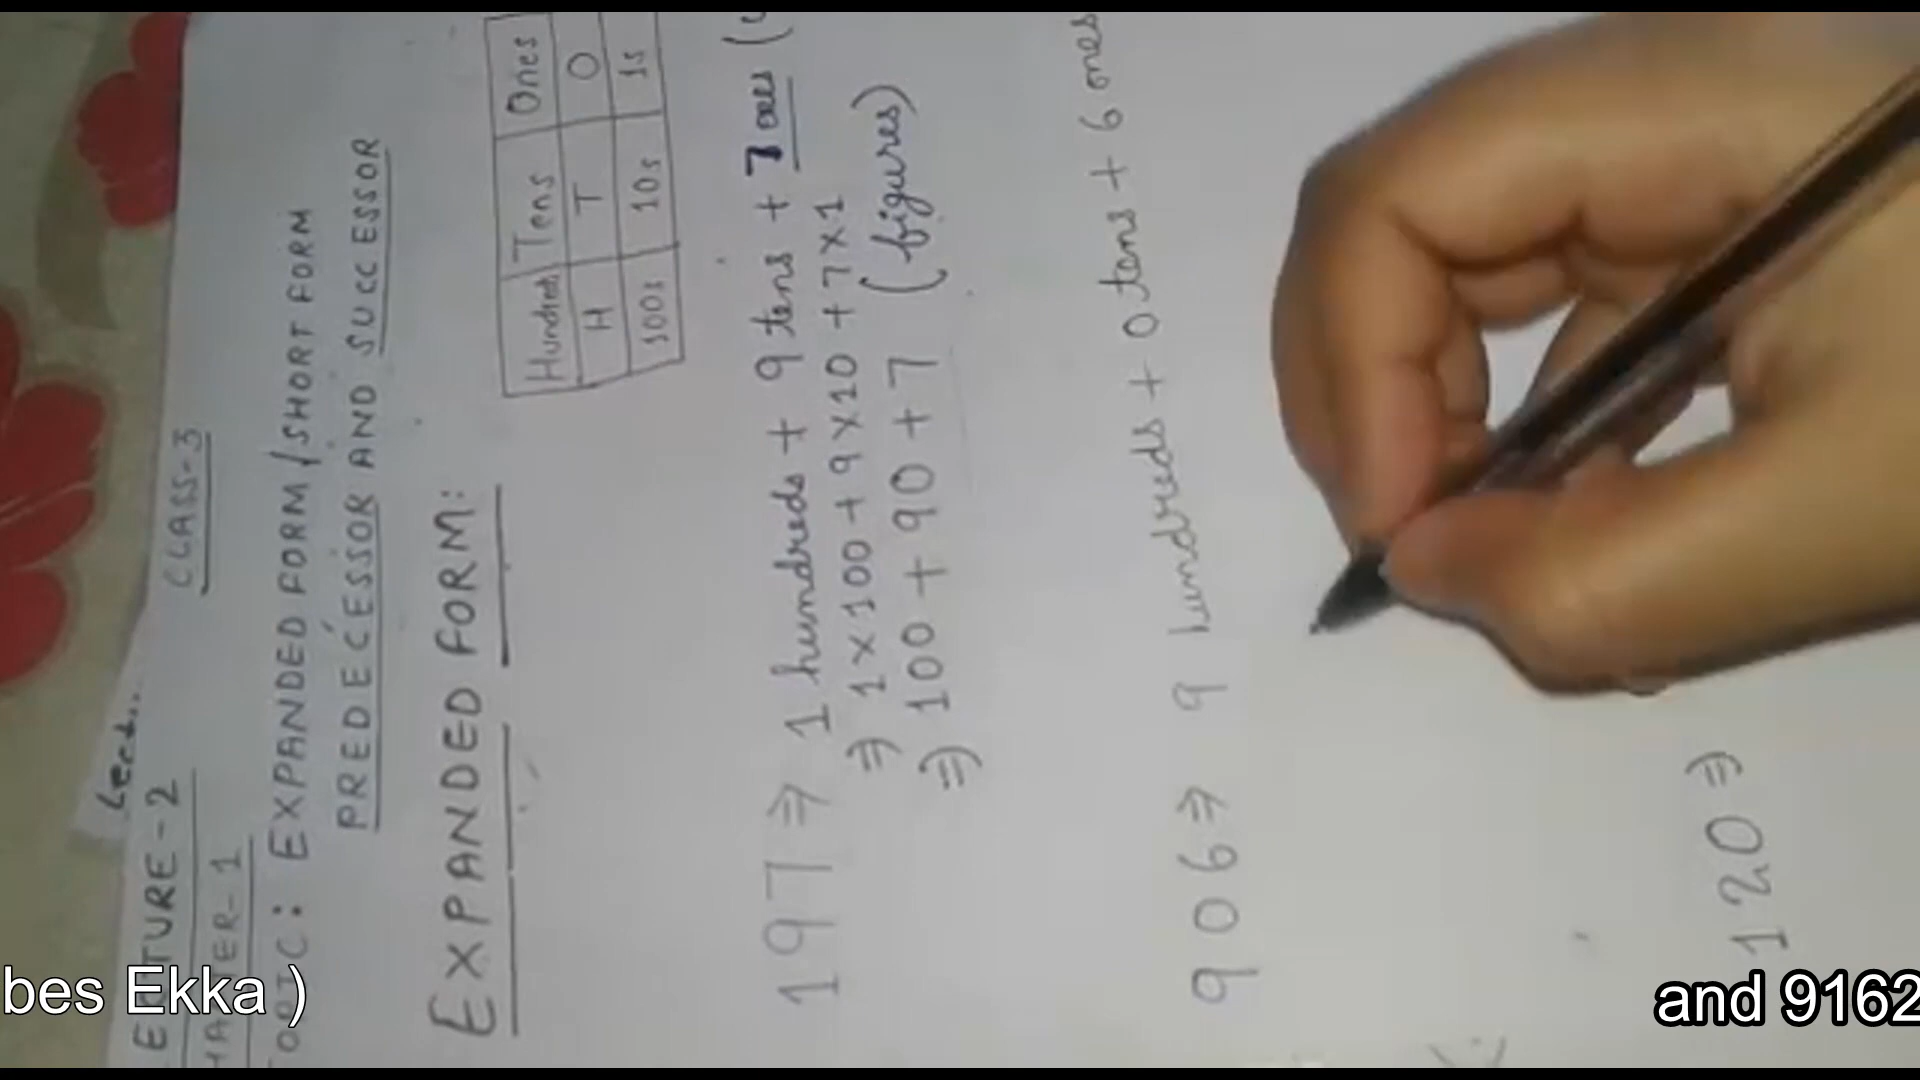 Lect...
ECTURE-2 CLASS-3
HAPTER-1
TOPIC: EXPANDED FORM/SHORT FORM
PREDECESSOR AND SUCCESSOR
EXPANDED FORM:
Hundreds Tens Ones
H T O
100s 10s 1s
197⇒ 1 hundreds + 9 tens + 7 ones (
⇒ 1×100+9×10+7×1
⇒ 100+90+7 (figures)
906⇒ 9 hundreds + 0 tens + 6 ones
120⇒
bes Ekka )
and 9162